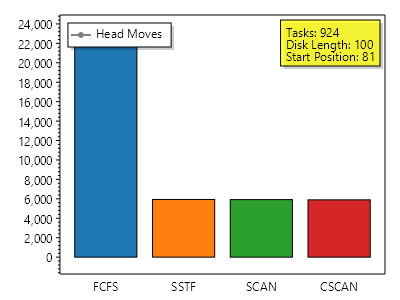 24,000
22,000
20,000
18,000
16,000
14,000
12,000
10,000
8,000
6,000
4,000
2,000
0
Head Moves
Tasks: 924
Disk Length: 100
Start Position: 81
FCFS SSTF SCAN CSCAN